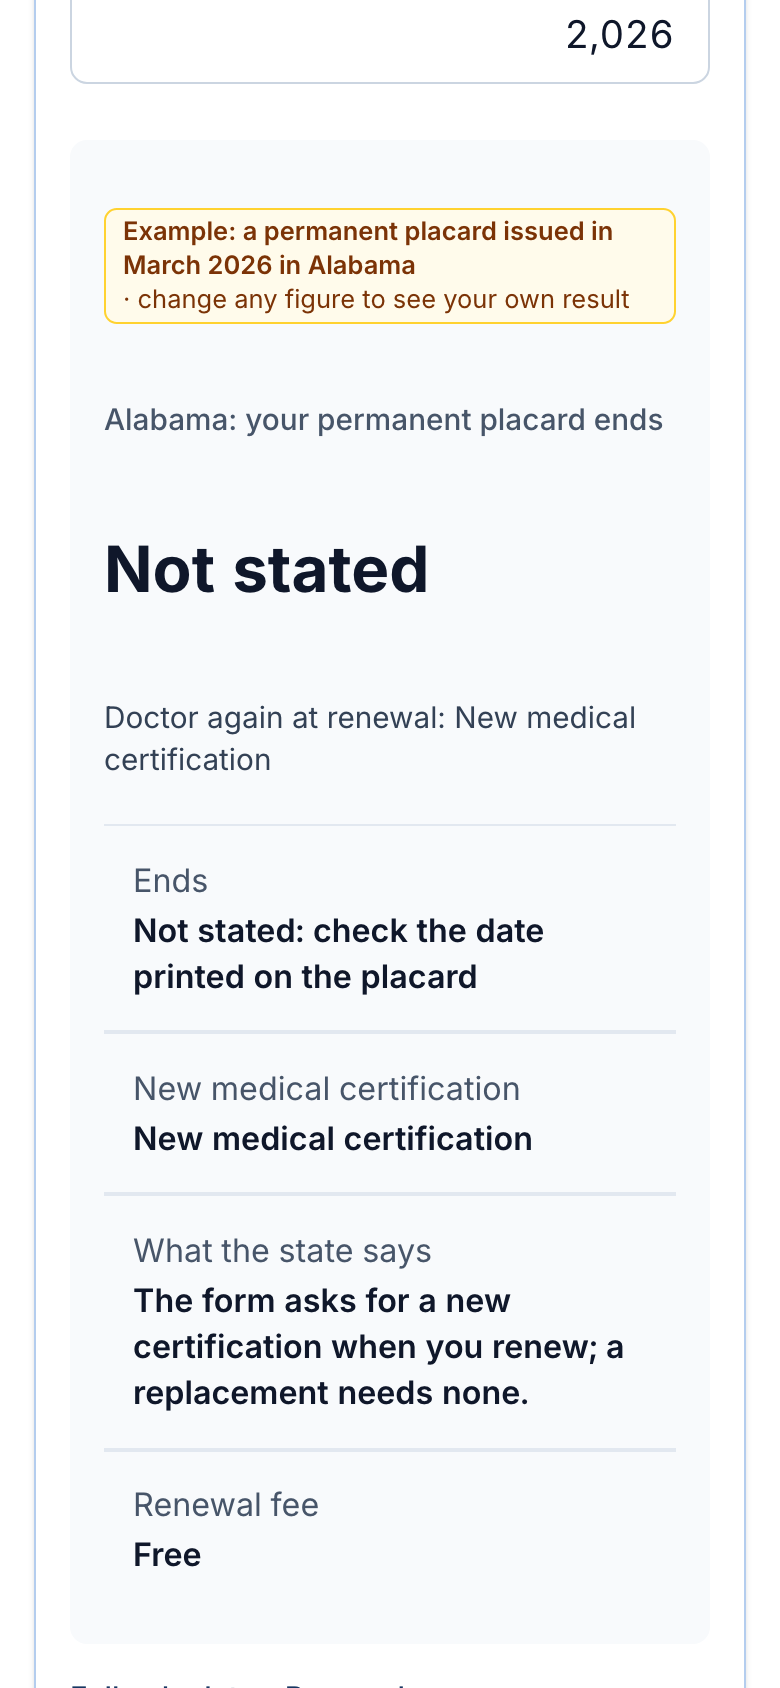 2,026
Example: a permanent placard issued in
March 2026 in Alabama
· change any figure to see your own result
Alabama: your permanent placard ends
Not stated
Doctor again at renewal: New medical
certification
Ends
Not stated: check the date
printed on the placard
New medical certification
New medical certification
What the state says
The form asks for a new
certification when you renew; a
replacement needs none.
Renewal fee
Free